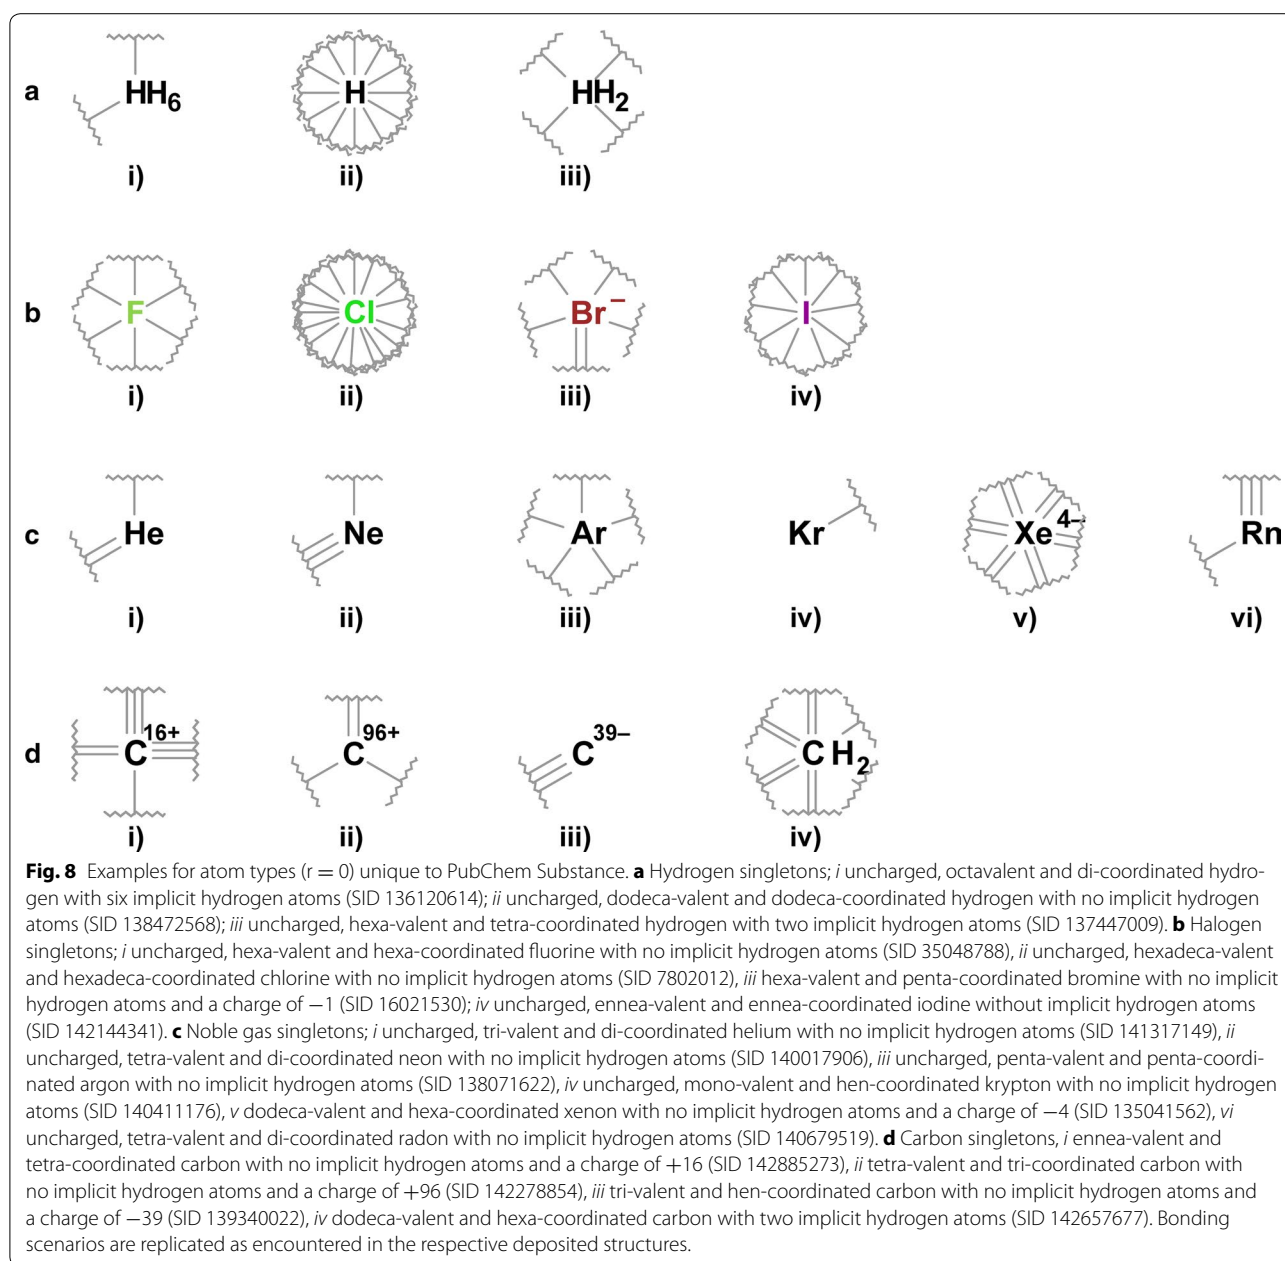 a
HH6
H
HH2
i)
ii)
iii)
b
F
Cl
Br–
I
i)
ii)
iii)
iv)
c
He
Ne
Ar
Kr
Xe 4–
Rn
i)
ii)
iii)
iv)
v)
vi)
d
C 16+
C 96+
C 39–
CH2
i)
ii)
iii)
iv)
Fig. 8 Examples for atom types (r = 0) unique to PubChem Substance. a Hydrogen singletons; i uncharged, octavalent and di-coordinated hydro-
gen with six implicit hydrogen atoms (SID 136120614); ii uncharged, dodeca-valent and dodeca-coordinated hydrogen with no implicit hydrogen
atoms (SID 138472568); iii uncharged, hexa-valent and tetra-coordinated hydrogen with two implicit hydrogen atoms (SID 137447009). b Halogen
singletons; i uncharged, hexa-valent and hexa-coordinated fluorine with no implicit hydrogen atoms (SID 35048788), ii uncharged, hexadeca-valent
and hexadeca-coordinated chlorine with no implicit hydrogen atoms (SID 7802012), iii hexa-valent and penta-coordinated bromine with no implicit
hydrogen atoms and a charge of −1 (SID 16021530); iv uncharged, ennea-valent and ennea-coordinated iodine without implicit hydrogen atoms
(SID 142144341). c Noble gas singletons; i uncharged, tri-valent and di-coordinated helium with no implicit hydrogen atoms (SID 141317149), ii
uncharged, tetra-valent and di-coordinated neon with no implicit hydrogen atoms (SID 140017906), iii uncharged, penta-valent and penta-coordi-
nated argon with no implicit hydrogen atoms (SID 138071622), iv uncharged, mono-valent and hen-coordinated krypton with no implicit hydrogen
atoms (SID 140411176), v dodeca-valent and hexa-coordinated xenon with no implicit hydrogen atoms and a charge of −4 (SID 135041562), vi
uncharged, tetra-valent and di-coordinated radon with no implicit hydrogen atoms (SID 140679519). d Carbon singletons, i ennea-valent and
tetra-coordinated carbon with no implicit hydrogen atoms and a charge of +16 (SID 142885273), ii tetra-valent and tri-coordinated carbon with
no implicit hydrogen atoms and a charge of +96 (SID 142278854), iii tri-valent and hen-coordinated carbon with no implicit hydrogen atoms and
a charge of −39 (SID 139340022), iv dodeca-valent and hexa-coordinated carbon with two implicit hydrogen atoms (SID 142657677). Bonding
scenarios are replicated as encountered in the respective deposited structures.